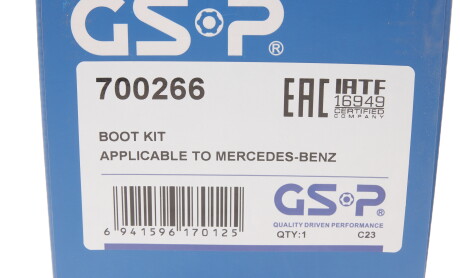 GSP®
700266
EAC IATF
16949
CERTIFIED
COMPANY
BOOT KIT
APPLICABLE TO MERCEDES-BENZ
GSP®
QUALITY DRIVEN PERFORMANCE
6 941596 170125
QTY:1 C23